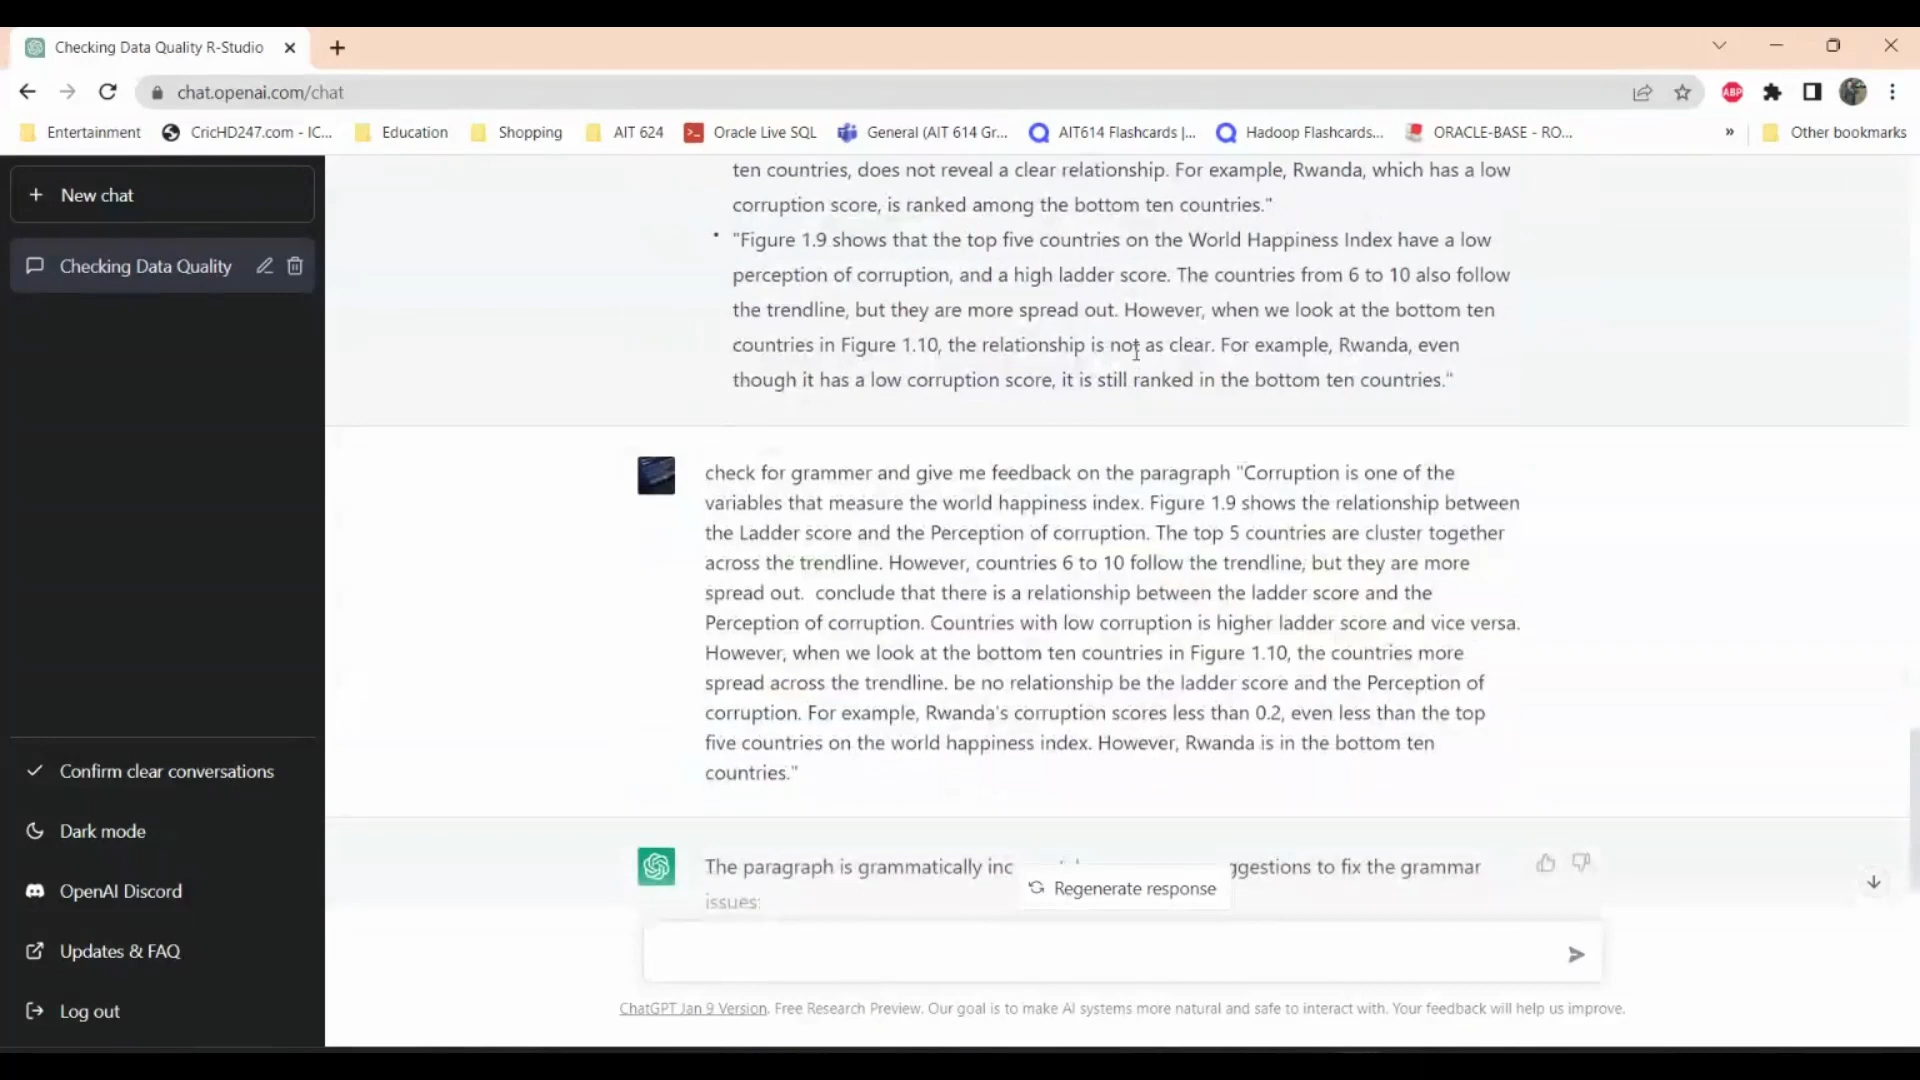 Checking Data Quality R-Studio
chat.openai.com/chat
ABP
Entertainment
CricHD247.com - IC...
Education
Shopping
AIT 624
Oracle Live SQL
General (AIT 614 Gr...
AIT614 Flashcards |...
Hadoop Flashcards...
ORACLE-BASE - RO...
»
Other bookmarks
+ New chat
Checking Data Quality
Confirm clear conversations
Dark mode
OpenAI Discord
Updates & FAQ
Log out
ten countries, does not reveal a clear relationship. For example, Rwanda, which has a low
corruption score, is ranked among the bottom ten countries."
• "Figure 1.9 shows that the top five countries on the World Happiness Index have a low
perception of corruption, and a high ladder score. The countries from 6 to 10 also follow
the trendline, but they are more spread out. However, when we look at the bottom ten
countries in Figure 1.10, the relationship is not as clear. For example, Rwanda, even
though it has a low corruption score, it is still ranked in the bottom ten countries."
check for grammer and give me feedback on the paragraph "Corruption is one of the
variables that measure the world happiness index. Figure 1.9 shows the relationship between
the Ladder score and the Perception of corruption. The top 5 countries are cluster together
across the trendline. However, countries 6 to 10 follow the trendline, but they are more
spread out.  conclude that there is a relationship between the ladder score and the
Perception of corruption. Countries with low corruption is higher ladder score and vice versa.
However, when we look at the bottom ten countries in Figure 1.10, the countries more
spread across the trendline. be no relationship be the ladder score and the Perception of
corruption. For example, Rwanda's corruption scores less than 0.2, even less than the top
five countries on the world happiness index. However, Rwanda is in the bottom ten
countries."
The paragraph is grammatically inc ggestions to fix the grammar
issues:
Regenerate response
ChatGPT Jan 9 Version. Free Research Preview. Our goal is to make AI systems more natural and safe to interact with. Your feedback will help us improve.